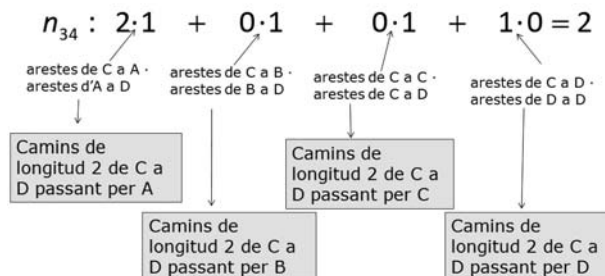 n₃₄ : 2·1 + 0·1 + 0·1 + 1·0 = 2
arestes de C a A ·
arestes d'A a D
arestes de C a B ·
arestes de B a D
arestes de C a C ·
arestes de C a D
arestes de C a D ·
arestes de D a D
Camins de
longitud 2 de C a
D passant per A
Camins de
longitud 2 de C a
D passant per B
Camins de
longitud 2 de C a
D passant per C
Camins de
longitud 2 de C a
D passant per D